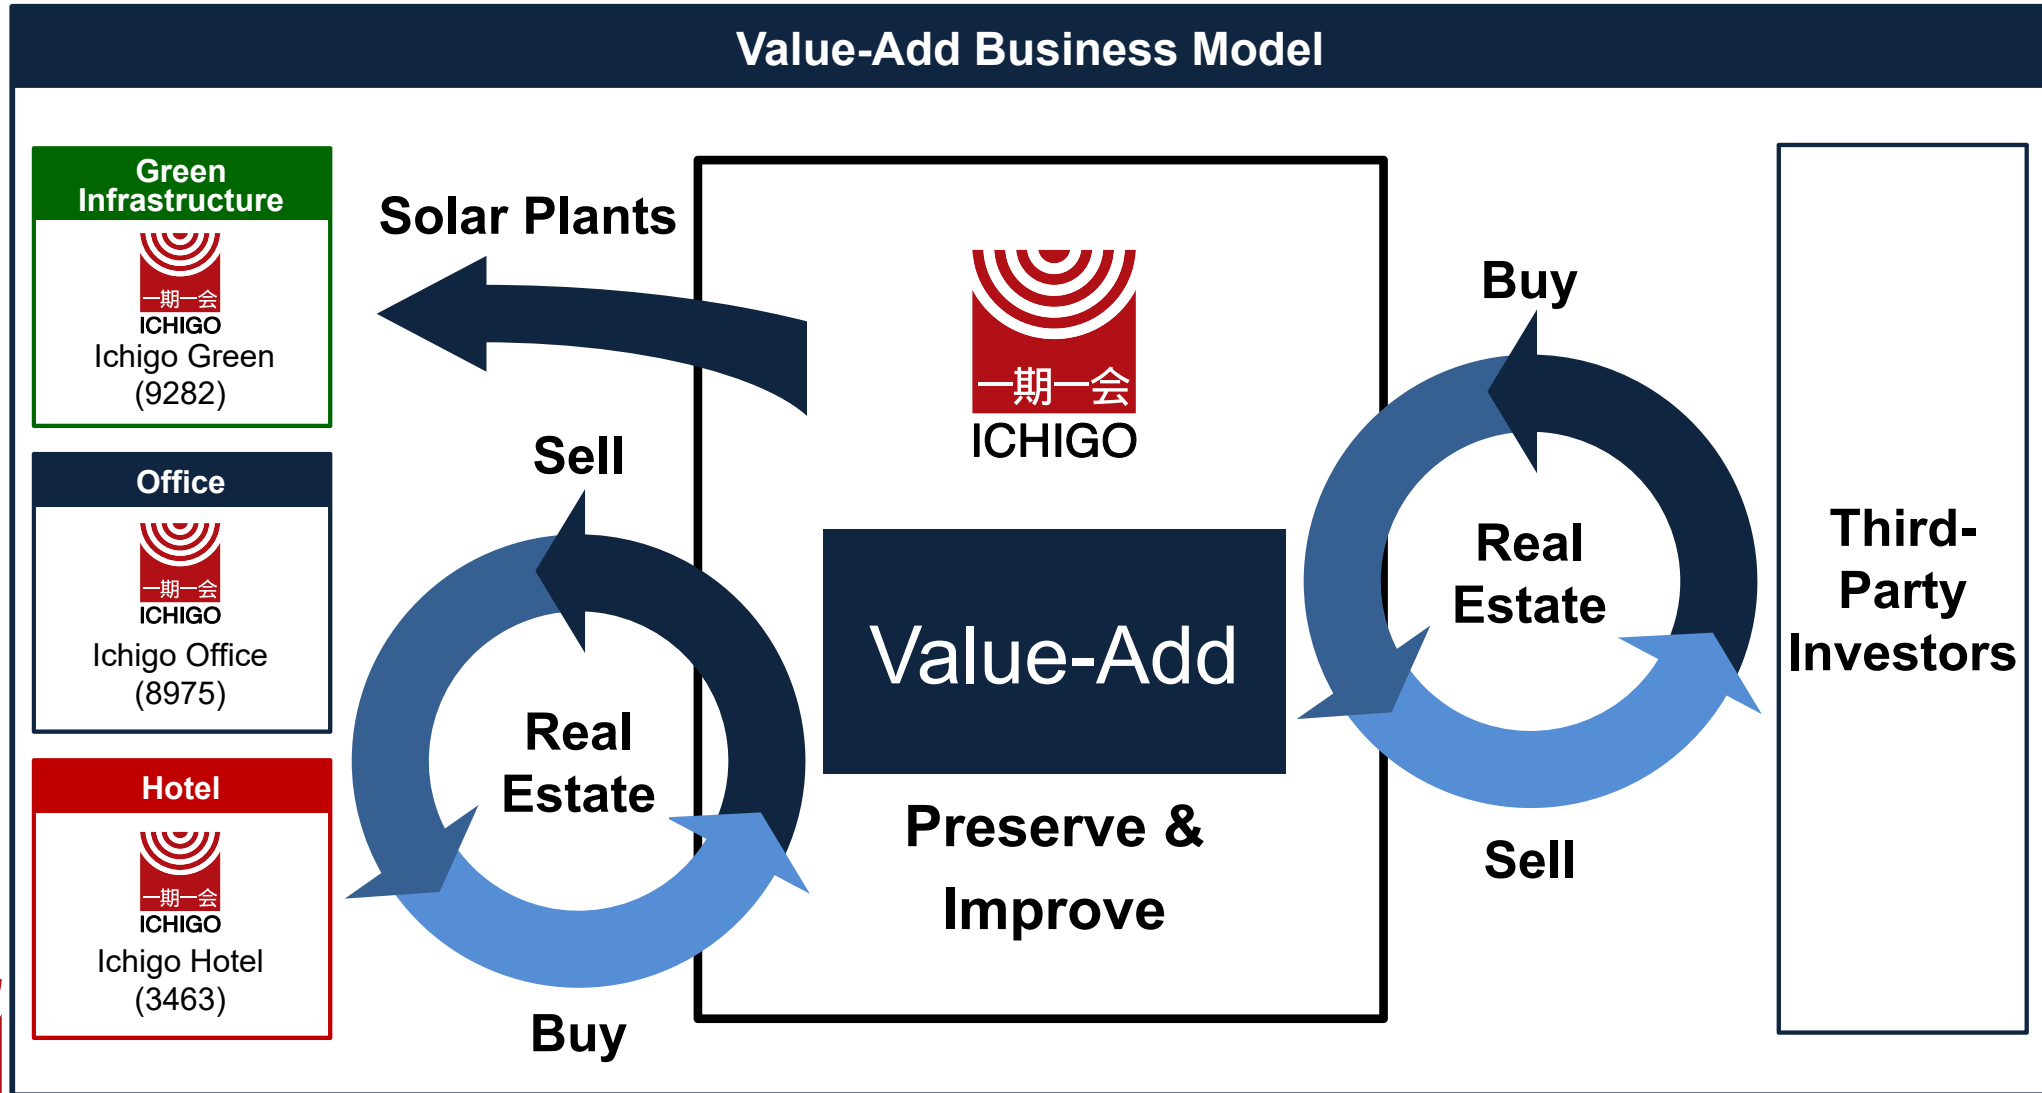 Value-Add Business Model
Green
Infrastructure
一期一会
ICHIGO
Ichigo Green
(9282)
Office
一期一会
ICHIGO
Ichigo Office
(8975)
Hotel
一期一会
ICHIGO
Ichigo Hotel
(3463)
Solar Plants
Sell
Real
Estate
Buy
一期一会
ICHIGO
Value-Add
Preserve &
Improve
Buy
Real
Estate
Sell
Third-
Party
Investors